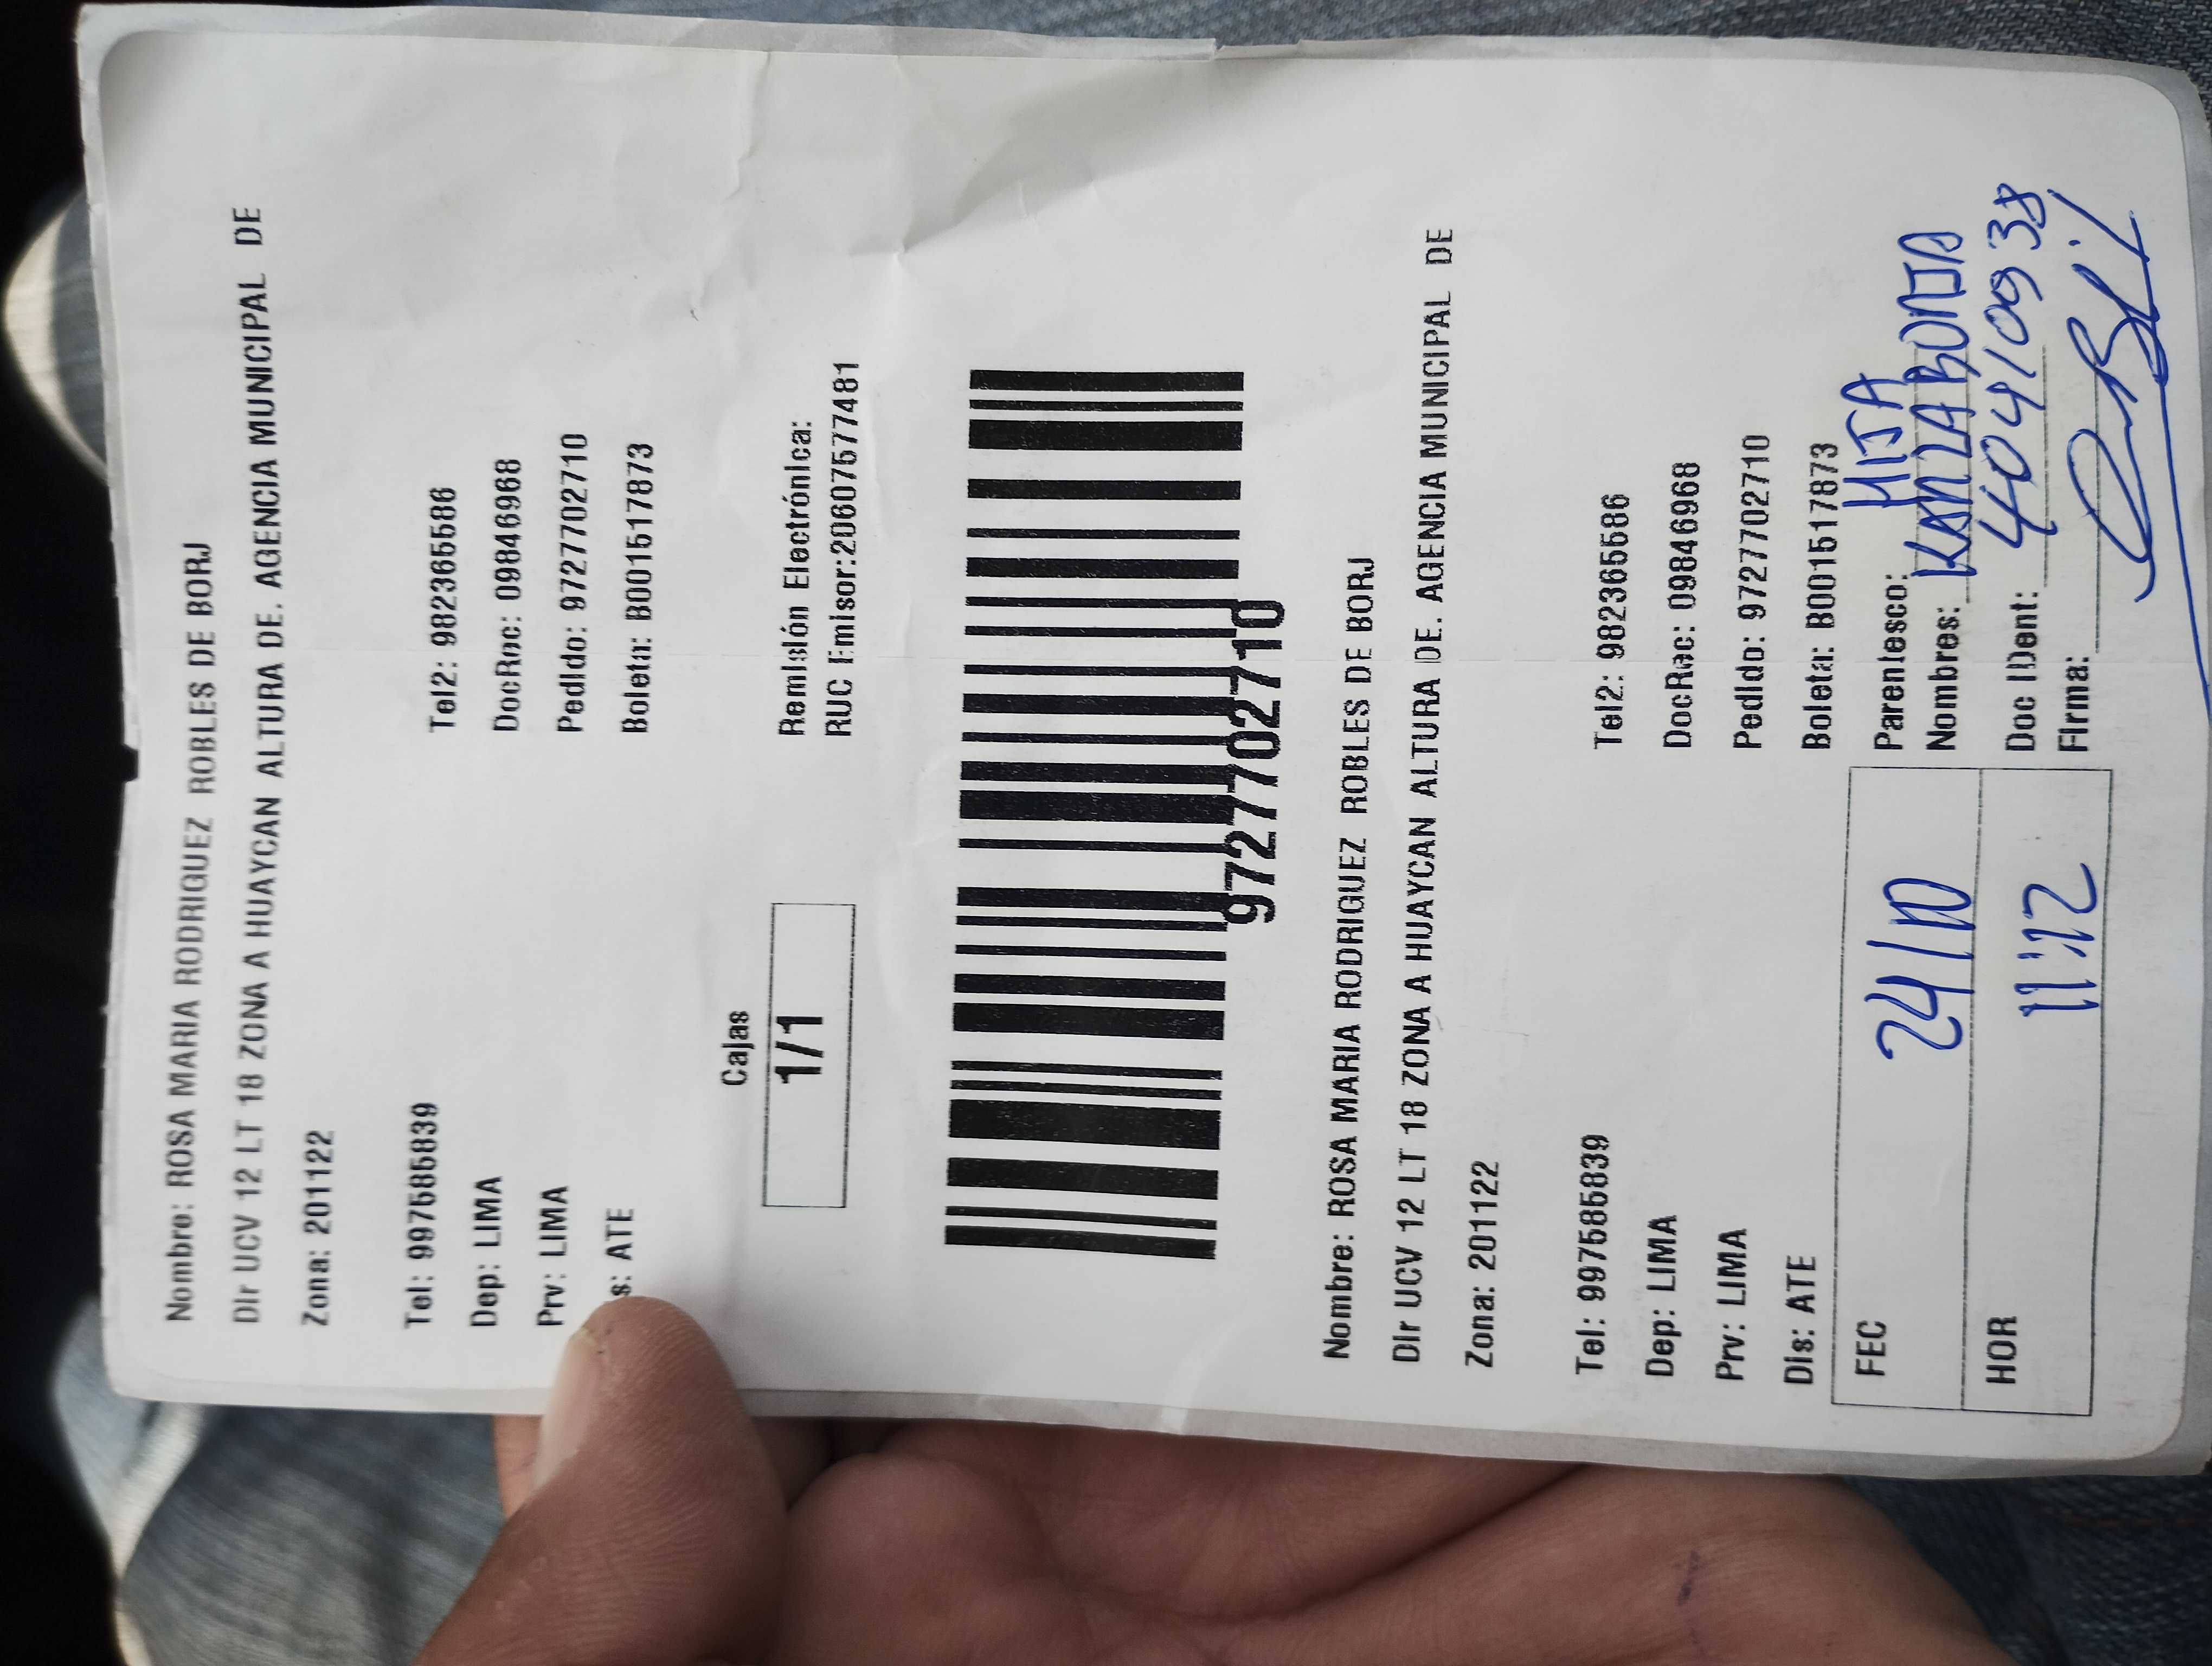 Nombre: ROSA MARIA RODRIGUEZ ROBLES DE BORJ
Dir UCV 12 LT 18 ZONA A HUAYCAN ALTURA DE. AGENCIA MUNICIPAL DE
Zona: 201122
Tel: 997585839 Tel2: 982365586
Dep: LIMA DocRec: 09846968
Prv: LIMA Pedido: 9727702710
s: ATE Boleta: B001517873
Cajas
1/1
Remisión Electrónica:
RUC Emisor:20607577481
9727702710
Nombre: ROSA MARIA RODRIGUEZ ROBLES DE BORJ
Dir UCV 12 LT 18 ZONA A HUAYCAN ALTURA DE. AGENCIA MUNICIPAL DE
Zona: 201122
Tel: 997585839 Tel2: 982365586
Dep: LIMA DocRec: 09846968
Prv: LIMA Pedido: 9727702710
Dis: ATE Boleta: B001517873
FEC 24/10 Parentesco: HIJA
Nombres:
HOR 11:12 Doc IDent: 40410938
Firma: